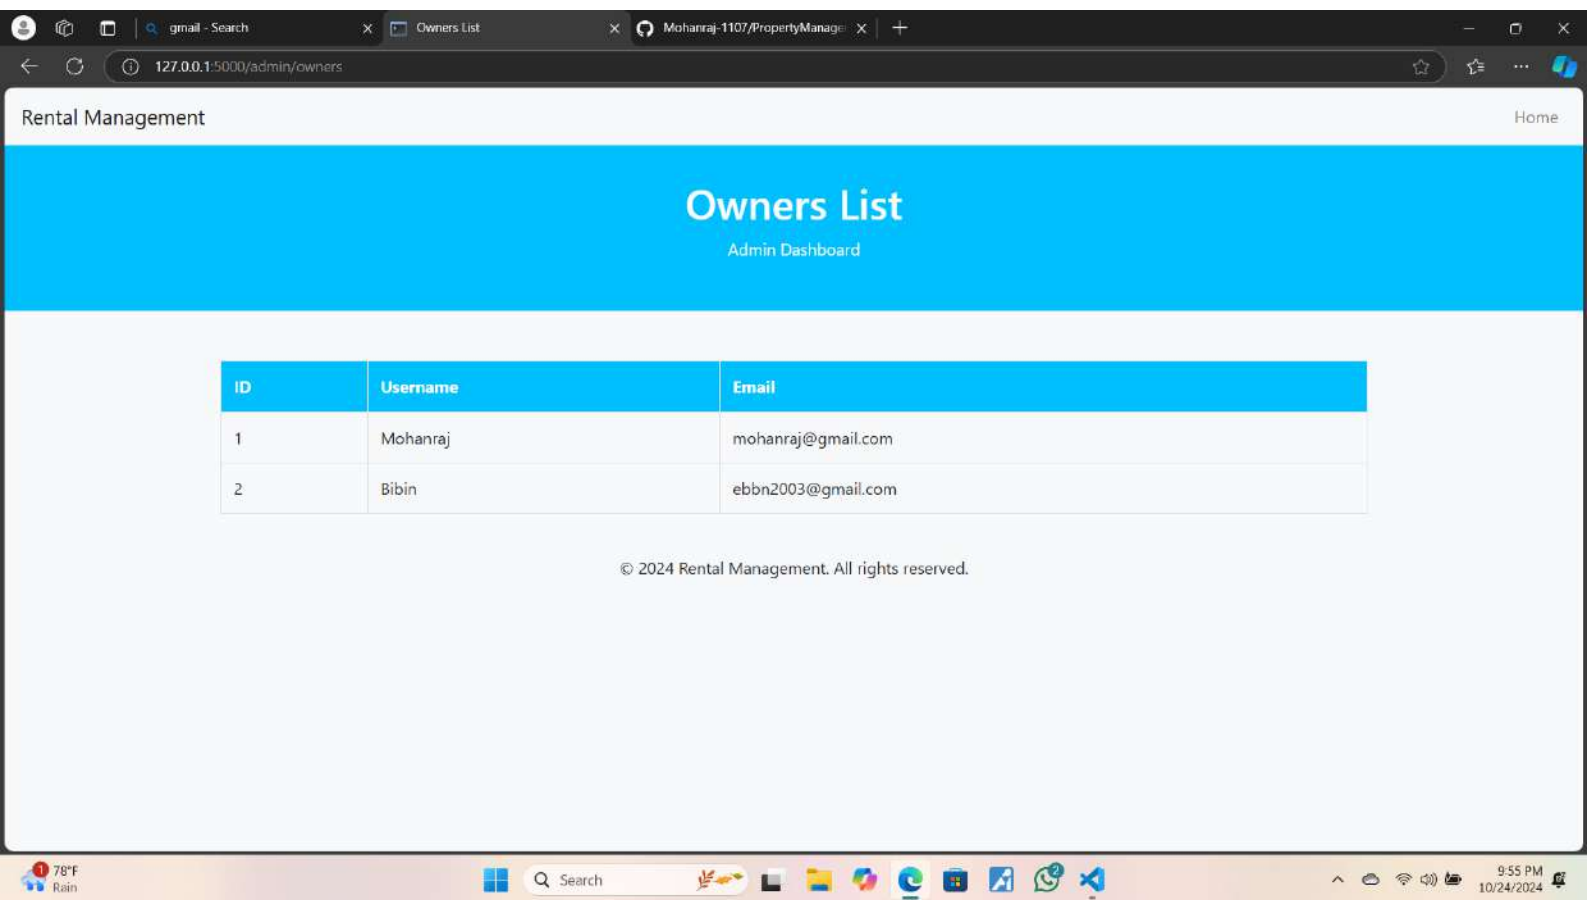 gmail - Search
Owners List
Mohanraj-1107/PropertyManage
127.0.0.1:5000/admin/owners
Rental Management
Home
Owners List
Admin Dashboard
ID Username Email
1 Mohanraj mohanraj@gmail.com
2 Bibin ebbn2003@gmail.com
© 2024 Rental Management. All rights reserved.
1
78°F
Rain
Search
2
9:55 PM
10/24/2024